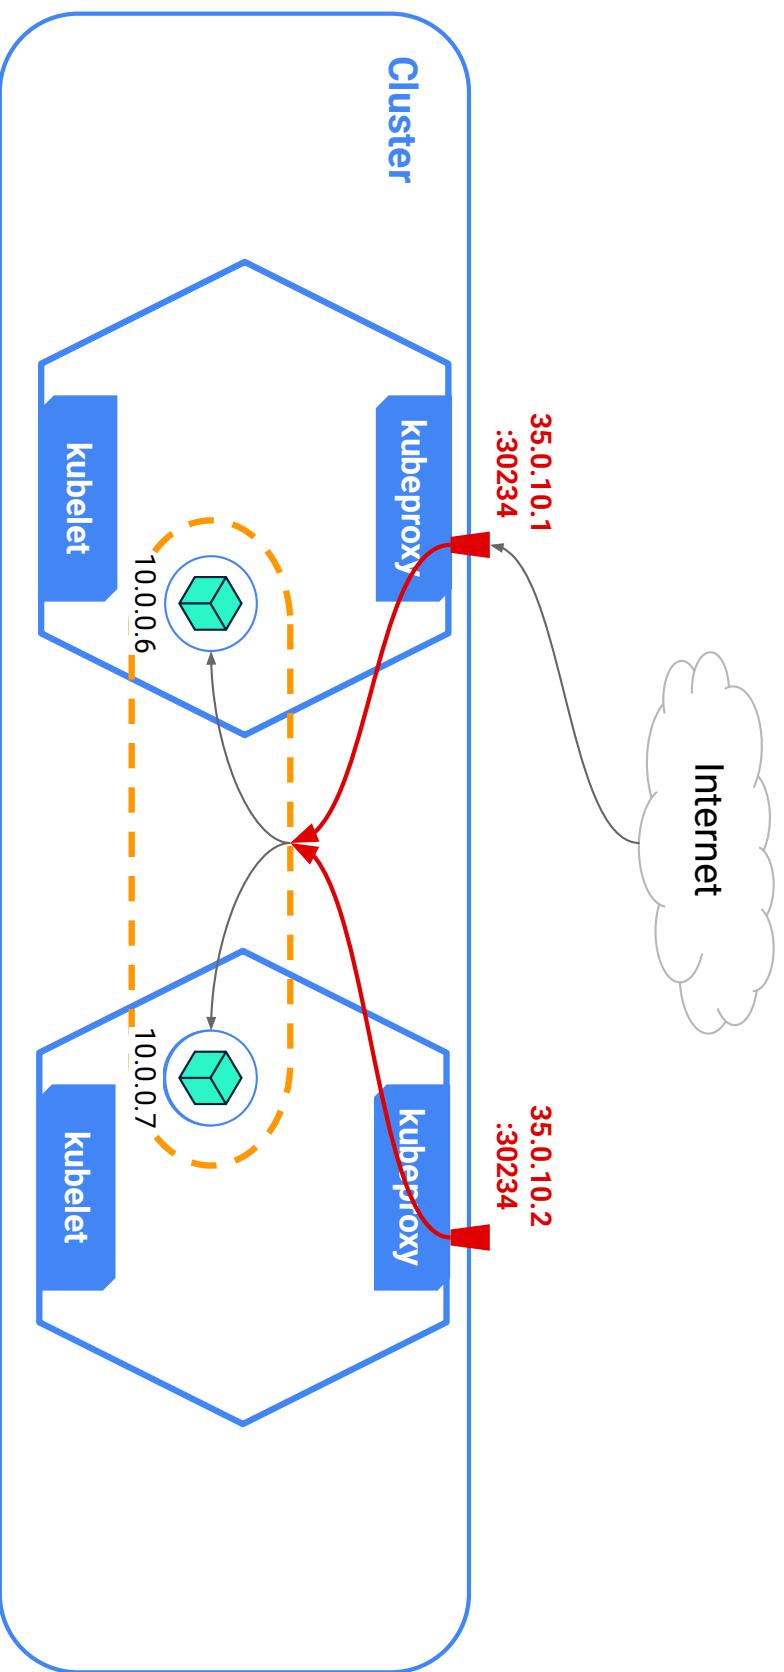 Internet
35.0.10.1
:30234
35.0.10.2
:30234
Cluster
kubeproxy
kubeproxy
10.0.0.6
10.0.0.7
kubelet
kubelet